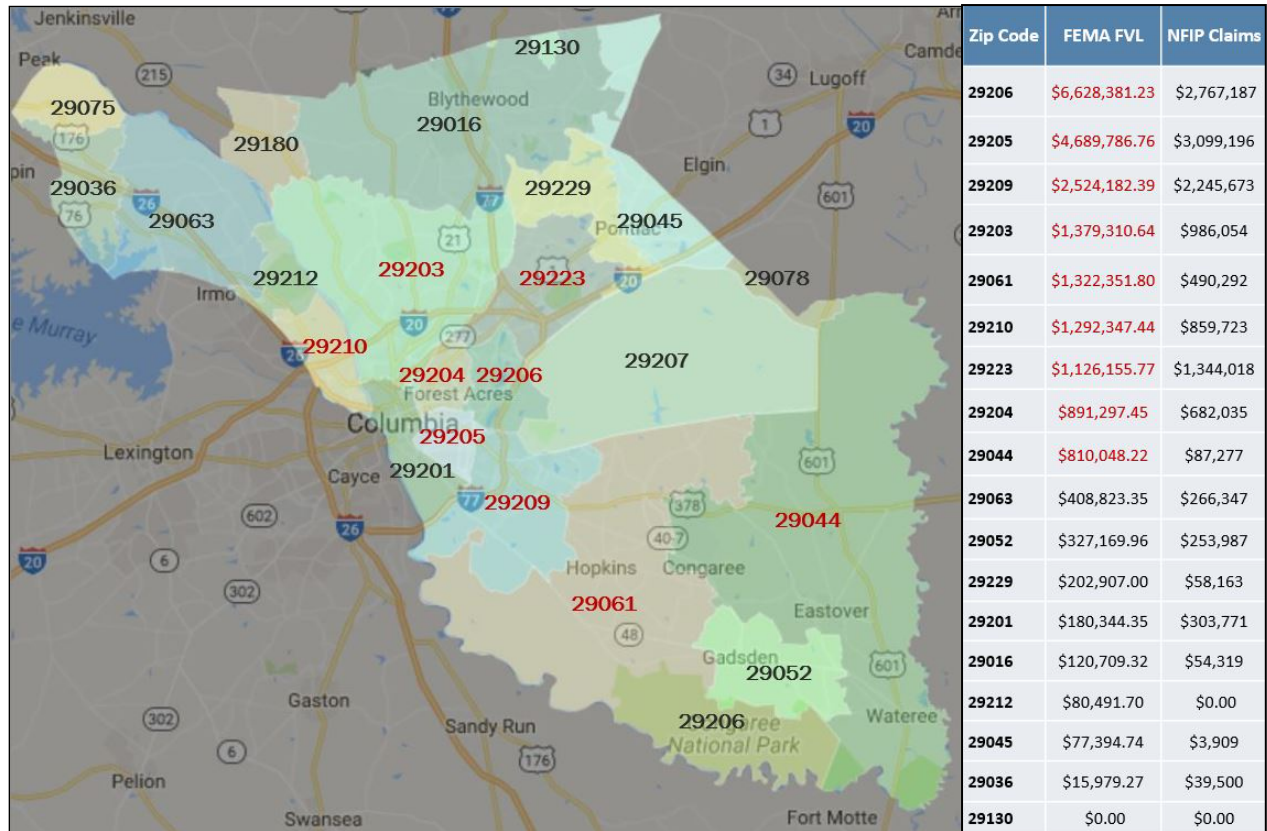 Jenkinsville
Peak
215
29130
34
Lugoff
29075
Blythewood
29016
176
29180
1
20
pin
29036
26
29063
76
77
29229
Elgin
601
29045
Pontiac
21
29203
1
29223
29212
Irmo
20
29078
e Murray
20
277
29210
26
29204
29206
29207
Forest Acres
Columbia
29205
Lexington
Cayce
29201
601
77
29209
378
29044
602
26
40-7
20
6
Hopkins
Congaree
302
29061
Eastover
48
Gadsden
29052
601
Gaston
302
Sandy Run
29206
Wateree
6
National Park
176
Pelion
Swansea
Fort Motte
Zip Code FEMA FVL NFIP Claims
29206 $6,628,381.23 $2,767,187
29205 $4,689,786.76 $3,099,196
29209 $2,524,182.39 $2,245,673
29203 $1,379,310.64 $986,054
29061 $1,322,351.80 $490,292
29210 $1,292,347.44 $859,723
29223 $1,126,155.77 $1,344,018
29204 $891,297.45 $682,035
29044 $810,048.22 $87,277
29063 $408,823.35 $266,347
29052 $327,169.96 $253,987
29229 $202,907.00 $58,163
29201 $180,344.35 $303,771
29016 $120,709.32 $54,319
29212 $80,491.70 $0.00
29045 $77,394.74 $3,909
29036 $15,979.27 $39,500
29130 $0.00 $0.00